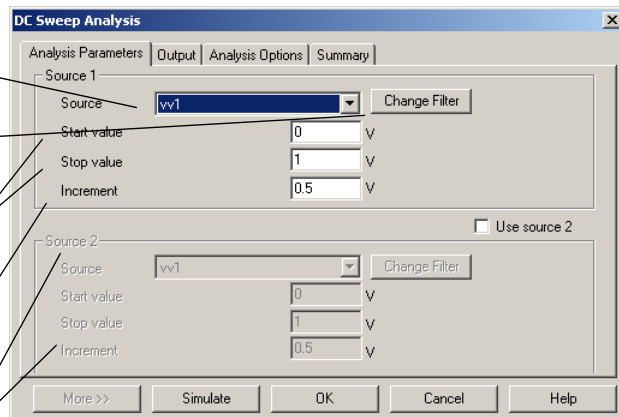 DC Sweep Analysis
Analysis Parameters Output Analysis Options Summary
Source 1
Source vv1 Change Filter
Start value 0 V
Stop value 1 V
Increment 0.5 V
Use source 2
Source 2
Source vv1 Change Filter
Start value 0 V
Stop value 1 V
Increment 0.5 V
More >> Simulate OK Cancel Help